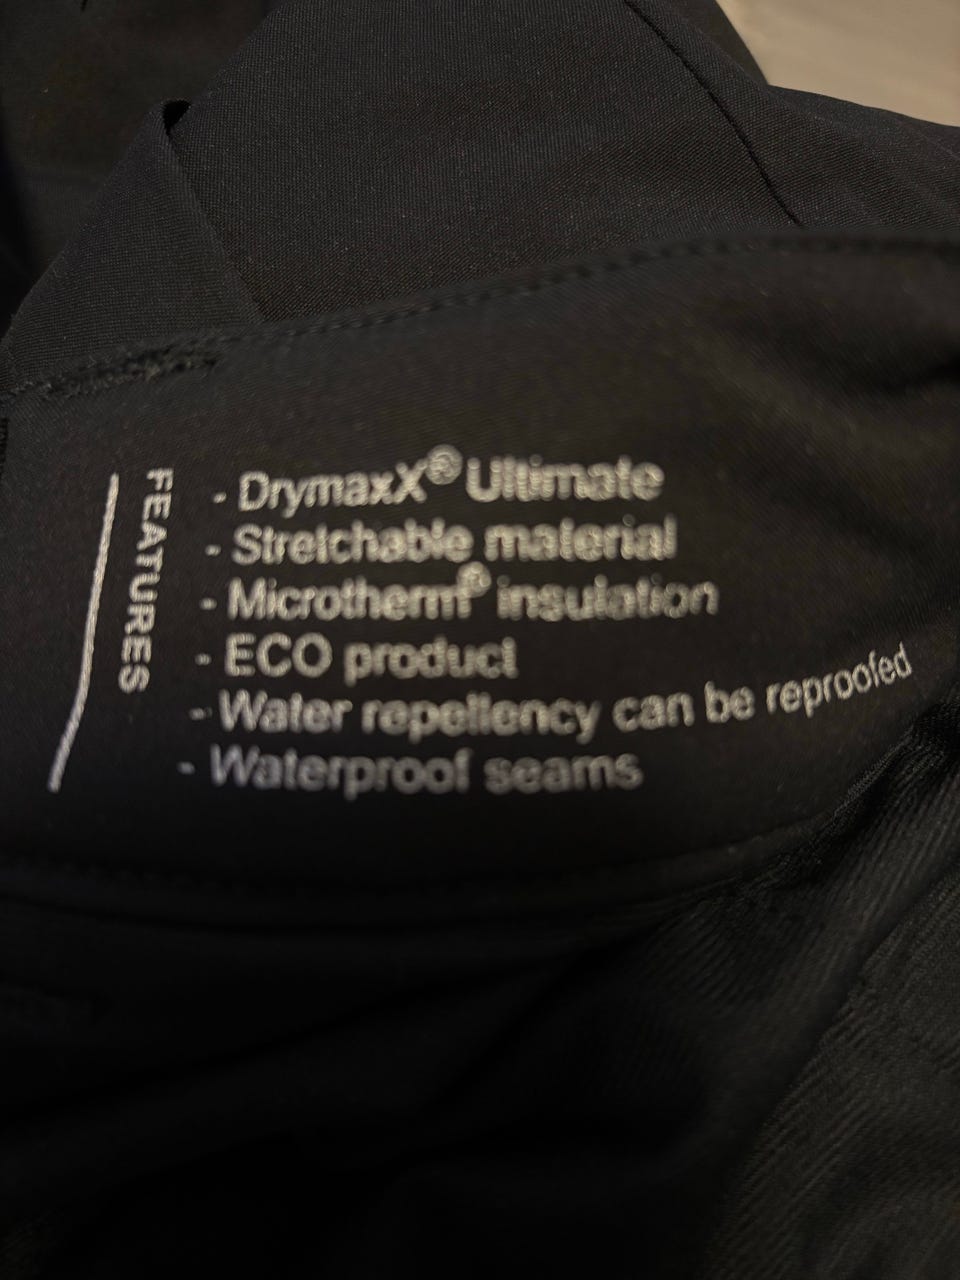 FEATURES
- DrymaxX® Ultimate
- Stretchable material
- Microtherm® insulation
- ECO product
- Water repellency can be reproofed
- Waterproof seams